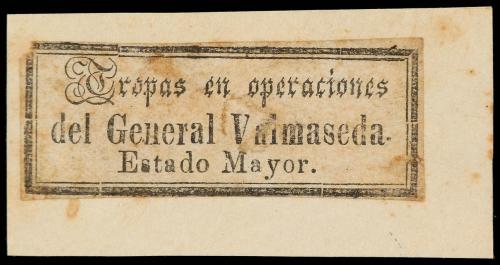 Tropas en operaciones
del General Valmaseda.
Estado Mayor.